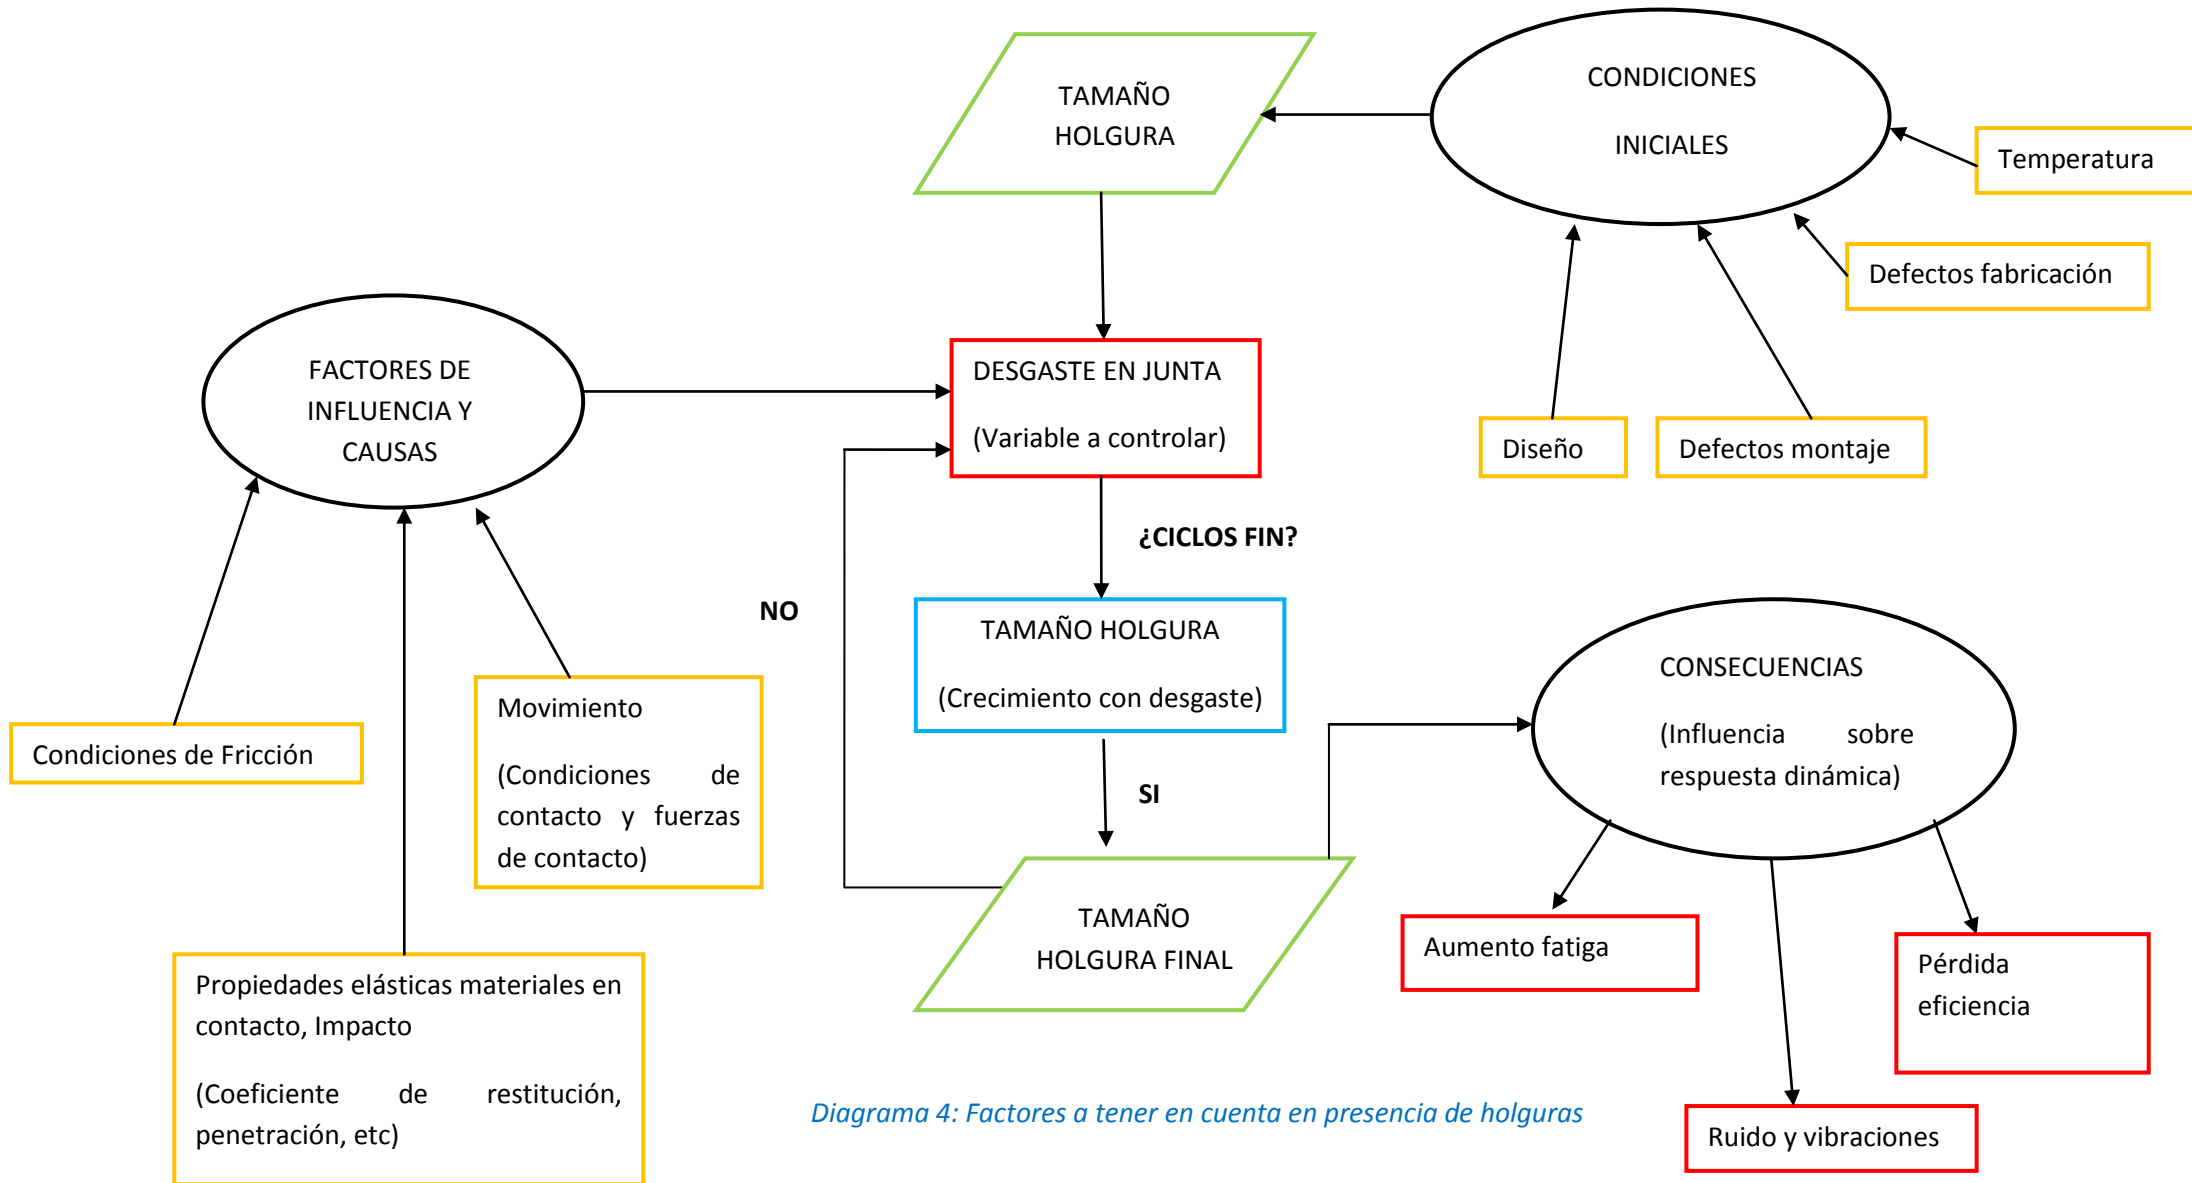 TAMAÑO
HOLGURA
CONDICIONES
INICIALES
Temperatura
Defectos fabricación
Diseño
Defectos montaje
FACTORES DE
INFLUENCIA Y
CAUSAS
DESGASTE EN JUNTA
(Variable a controlar)
¿CICLOS FIN?
NO
TAMAÑO HOLGURA
(Crecimiento con desgaste)
SI
CONSECUENCIAS
(Influencia sobre
respuesta dinámica)
Condiciones de Fricción
Movimiento
(Condiciones de
contacto y fuerzas
de contacto)
TAMAÑO
HOLGURA FINAL
Aumento fatiga
Pérdida
eficiencia
Propiedades elásticas materiales en
contacto, Impacto
(Coeficiente de restitución,
penetración, etc)
Ruido y vibraciones
Diagrama 4: Factores a tener en cuenta en presencia de holguras